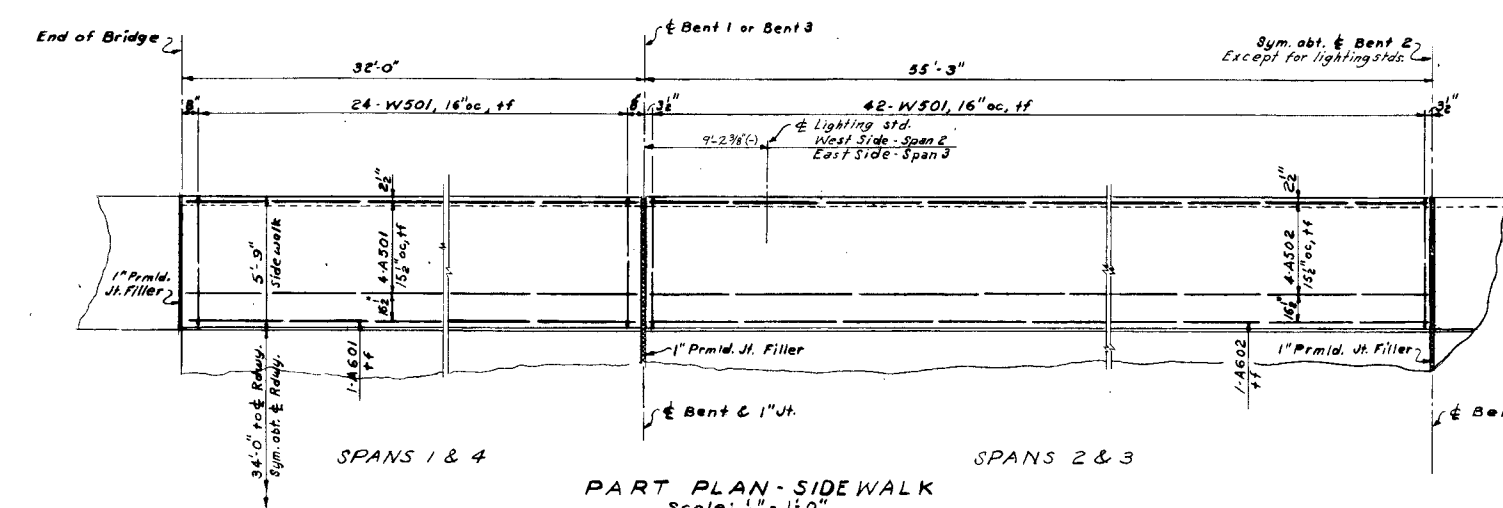 End of Bridge
℄ Bent 1 or Bent 3
Sym. abt. ℄ Bent 2
Except for lighting stds.
32'-0"
55'-3"
8"
24-W501, 16"oc, tf
8"
3½"
42-W501, 16"oc, tf
3½"
9'-2⅜"(-)
℄ Lighting std.
West Side - Span 2
East Side - Span 3
2½"
2½"
5'-9"
Sidewalk
4-A501
15½"oc, tf
4-A502
15½"oc, tf
1" Prmld.
Jt. Filler
16½"
16½"
1" Prmld. Jt. Filler
1" Prmld. Jt. Filler
1-A601
tf
1-A602
tf
34'-0" to ℄ Rdwy.
Sym. abt. ℄ Rdwy.
℄ Bent & 1" Jt.
℄ Be
SPANS 1 & 4
SPANS 2 & 3
PART PLAN - SIDEWALK
Scale: